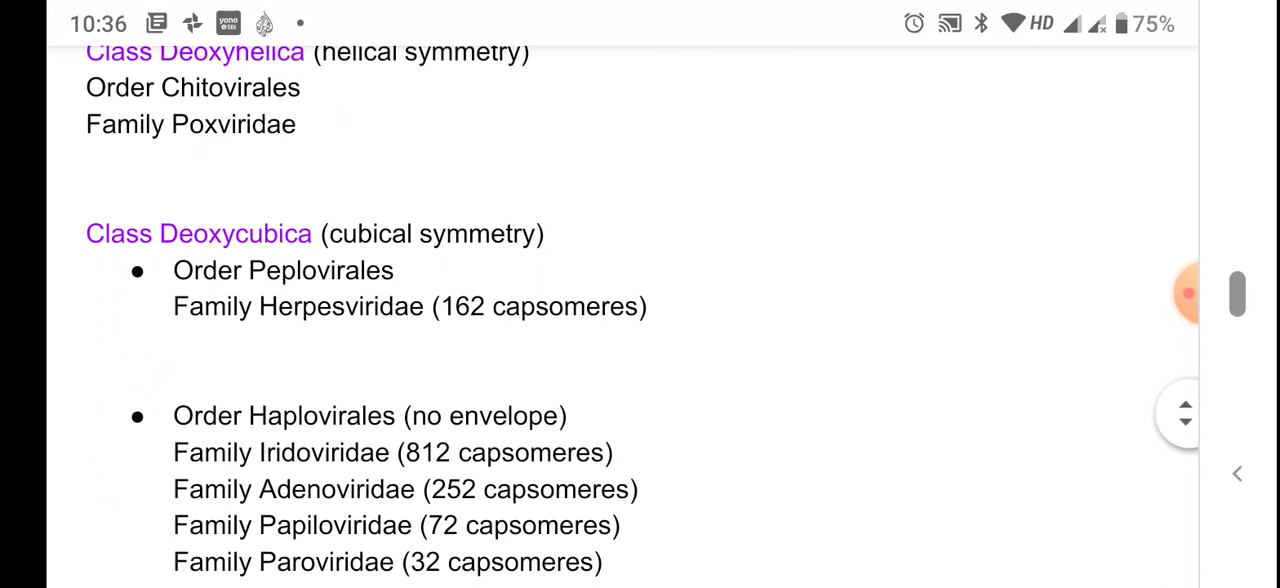 10:36 yono SBI HD 75%
Class Deoxyhelica (helical symmetry)
Order Chitovirales
Family Poxviridae
Class Deoxycubica (cubical symmetry)
● Order Peplovirales
Family Herpesviridae (162 capsomeres)
● Order Haplovirales (no envelope)
Family Iridoviridae (812 capsomeres)
Family Adenoviridae (252 capsomeres)
Family Papiloviridae (72 capsomeres)
Family Paroviridae (32 capsomeres)